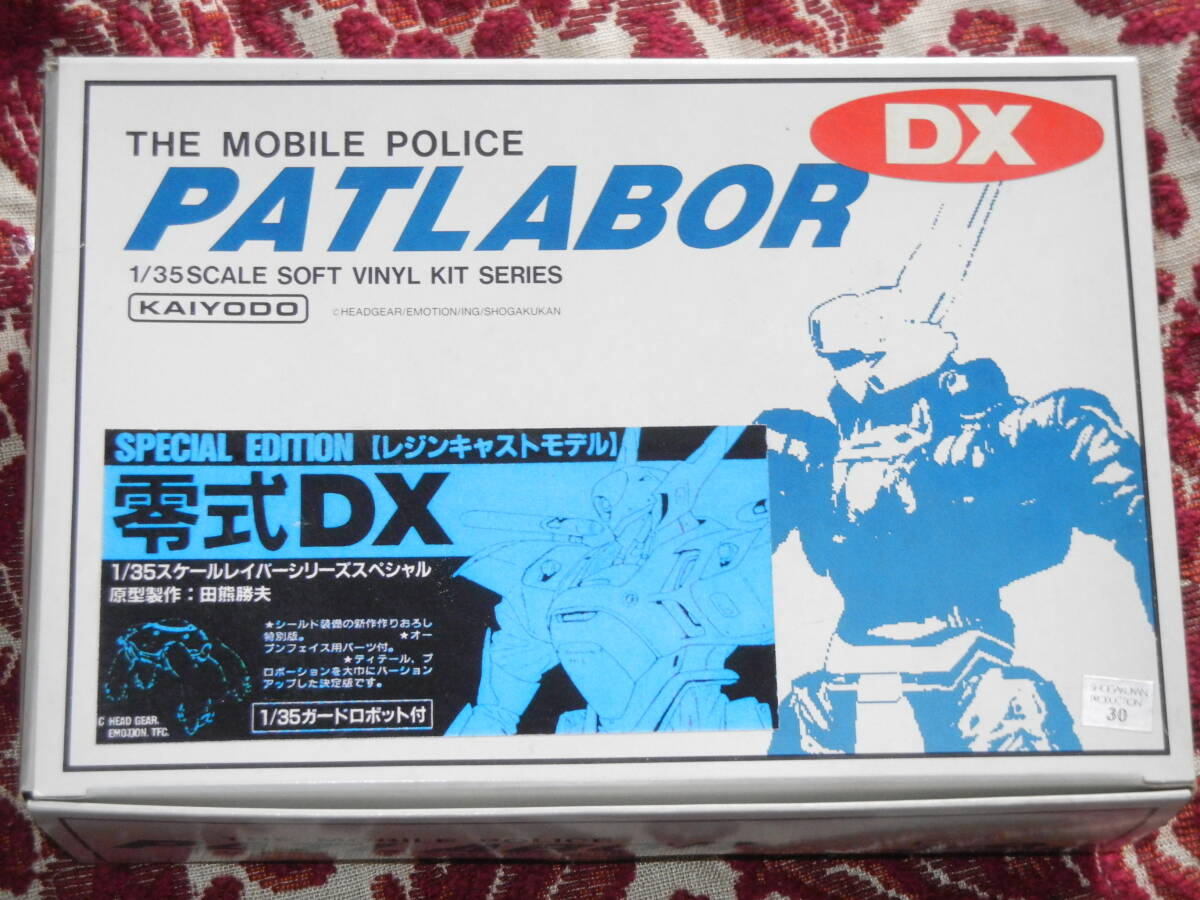 DX
THE MOBILE POLICE
PATLABOR
1/35 SCALE SOFT VINYL KIT SERIES
KAIYODO
©HEADGEAR/EMOTION/ING/SHOGAKUKAN
SPECIAL EDITION【レジンキャストモデル】
零式DX
1/35スケールレイバーシリーズスペシャル
原型製作：田熊勝夫
★シールド装備の新作作りおろし
特別版。 ★オー
プンフェイス用パーツ付。
★ディテール、プ
ロポーションを大巾にバージョン
アップした決定版です。
1/35ガードロボット付
C HEAD GEAR.
EMOTION. TFC.
SHOGAKUKAN
PRODUCTION
30